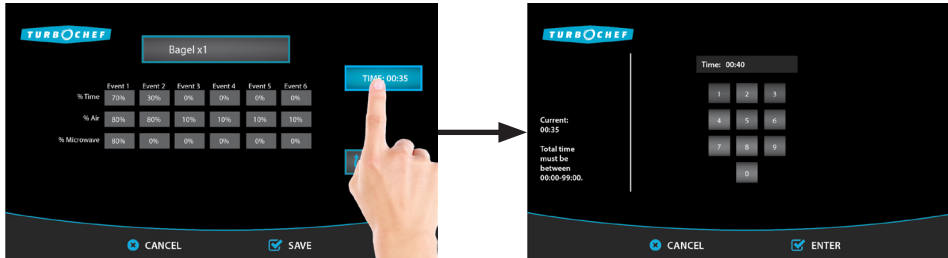 TURBOCHEF
Bagel x1
TIME: 00:35
Event 1 Event 2 Event 3 Event 4 Event 5 Event 6
% Time 70% 30% 0% 0% 0% 0%
% Air 80% 80% 10% 10% 10% 10%
% Microwave 80% 0% 0% 0% 0% 0%
CANCEL SAVE
TURBOCHEF
Time: 00:40
1 2 3
4 5 6
7 8 9
0
Current:
00:35
Total time
must be
between
00:00-99:00.
CANCEL ENTER